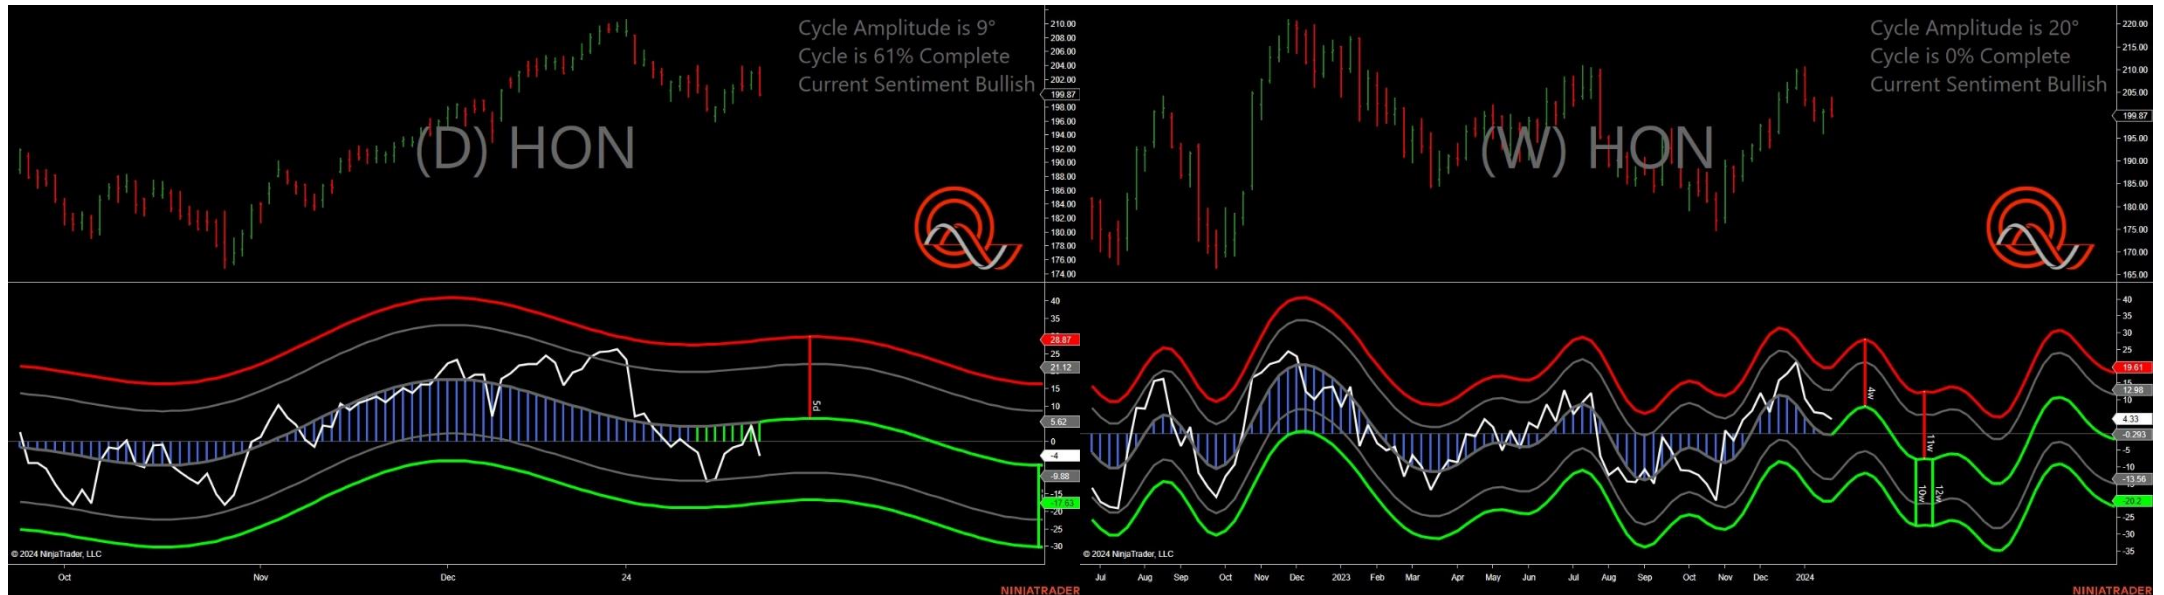 Cycle Amplitude is 9°
Cycle is 61% Complete
Current Sentiment Bullish
(D) HON
210.00
208.00
206.00
204.00
202.00
199.87
198.00
196.00
194.00
192.00
190.00
188.00
186.00
184.00
182.00
180.00
178.00
176.00
174.00
40
35
28.87
25
21.12
15
10
5.62
0
-4
-9.88
-15
-17.63
-20
-25
-30
5d
© 2024 NinjaTrader, LLC
Oct
Nov
Dec
24
NINJATRADER
Cycle Amplitude is 20°
Cycle is 0% Complete
Current Sentiment Bullish
(W) HON
220.00
215.00
210.00
205.00
199.87
195.00
190.00
185.00
180.00
175.00
170.00
165.00
40
35
30
25
19.61
15
12.98
10
4.33
-0.293
-5
-10
-13.56
-20.2
-25
-30
-35
4w
11w
10w
12w
© 2024 NinjaTrader, LLC
Jul
Aug
Sep
Oct
Nov
Dec
2023
Feb
Mar
Apr
May
Jun
Jul
Aug
Sep
Oct
Nov
Dec
2024
NINJATRADER